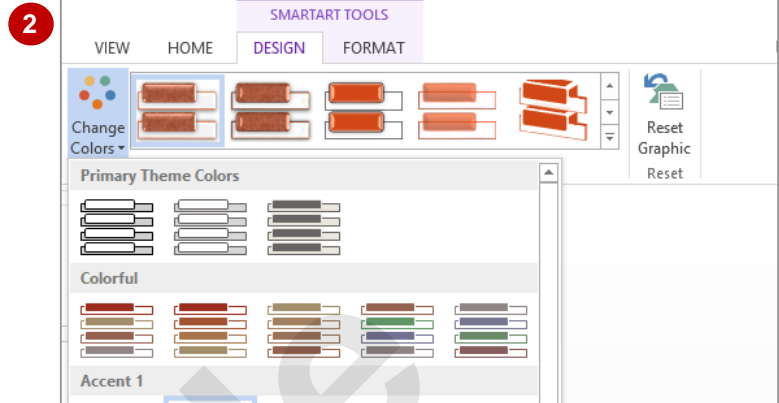 2
SMARTART TOOLS
VIEW HOME DESIGN FORMAT
Change
Colors
Reset
Graphic
Reset
Primary Theme Colors
Colorful
Accent 1